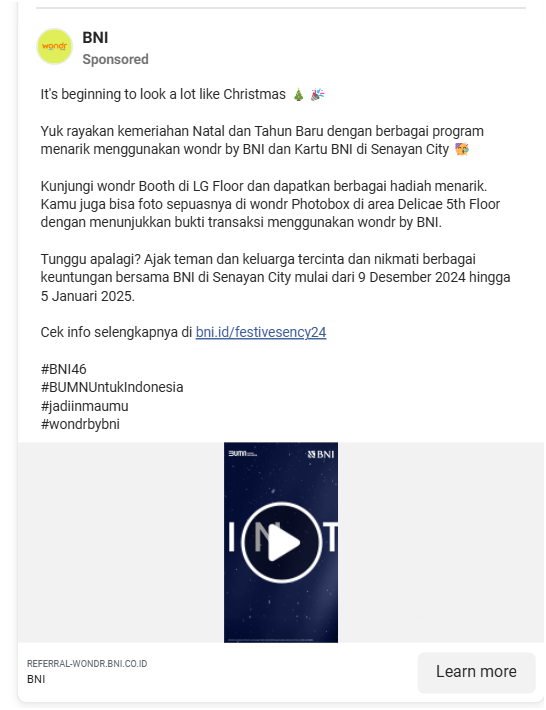 wondr
BNI
Sponsored
It's beginning to look a lot like Christmas 🎄 🎉
Yuk rayakan kemeriahan Natal dan Tahun Baru dengan berbagai program
menarik menggunakan wondr by BNI dan Kartu BNI di Senayan City 🥳
Kunjungi wondr Booth di LG Floor dan dapatkan berbagai hadiah menarik.
Kamu juga bisa foto sepuasnya di wondr Photobox di area Delicae 5th Floor
dengan menunjukkan bukti transaksi menggunakan wondr by BNI.
Tunggu apalagi? Ajak teman dan keluarga tercinta dan nikmati berbagai
keuntungan bersama BNI di Senayan City mulai dari 9 Desember 2024 hingga
5 Januari 2025.
Cek info selengkapnya di bni.id/festivesency24
#BNI46
#BUMNUntukIndonesia
#jadiinmaumu
#wondrbybni
BUMN
BNI
I N T
REFERRAL-WONDR.BNI.CO.ID
BNI
Learn more